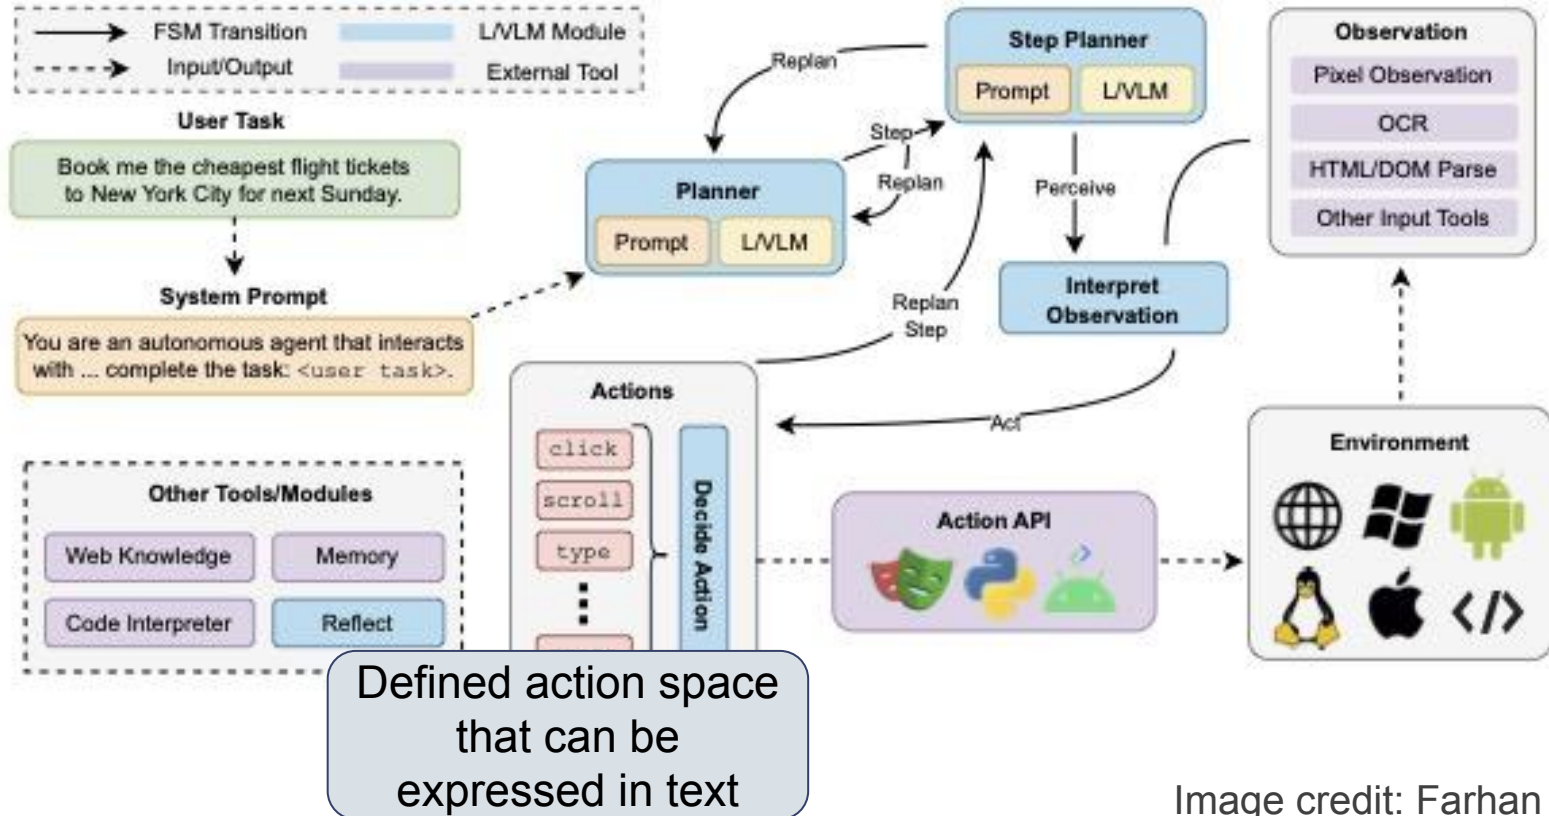 FSM Transition
L/VLM Module
Input/Output
External Tool
User Task
Book me the cheapest flight tickets
to New York City for next Sunday.
System Prompt
You are an autonomous agent that interacts
with ... complete the task: <user task>.
Other Tools/Modules
Web Knowledge
Memory
Code Interpreter
Reflect
Planner
Prompt
L/VLM
Replan
Step
Replan
Step Planner
Prompt
L/VLM
Perceive
Interpret
Observation
Replan
Step
Act
Actions
click
scroll
type
Decide Action
Action API
Observation
Pixel Observation
OCR
HTML/DOM Parse
Other Input Tools
Environment
</>
Defined action space
that can be
expressed in text
Image credit: Farhan